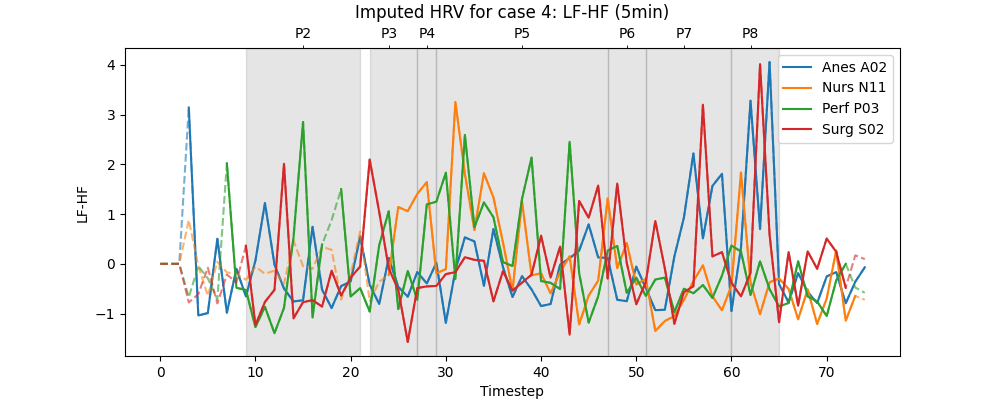 Imputed HRV for case 4: LF-HF (5min)
P2 P3 P4 P5 P6 P7 P8
4
3
2
1
0
−1
LF-HF
Anes A02
Nurs N11
Perf P03
Surg S02
0 10 20 30 40 50 60 70
Timestep